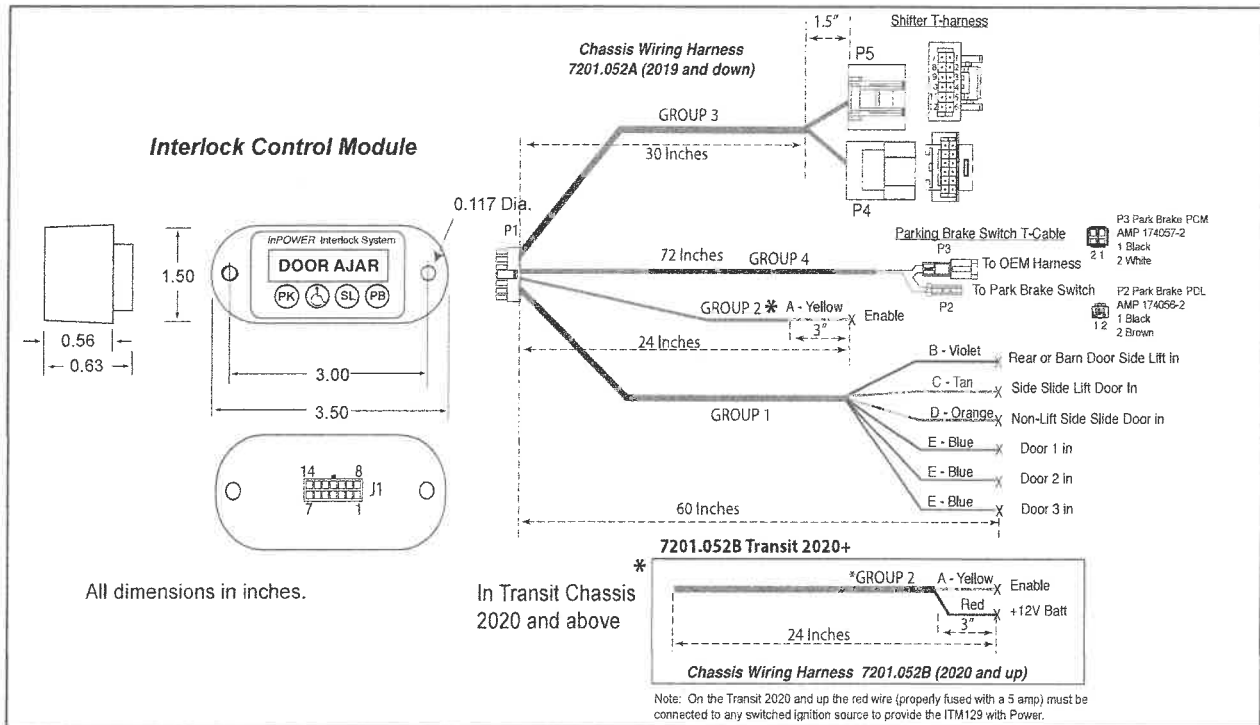 Chassis Wiring Harness
7201.052A (2019 and down)
1.5"
Shifter T-harness
P5
GROUP 3
30 Inches
P4
Interlock Control Module
0.117 Dia.
P1
1.50
InPOWER Interlock System
DOOR AJAR
PK
SL
PB
0.56
0.63
3.00
3.50
14
8
J1
7
1
All dimensions in inches.
72 Inches
GROUP 4
Parking Brake Switch T-Cable
P3
To OEM Harness
To Park Brake Switch
P2
2 1
P3 Park Brake PCM
AMP 174057-2
1 Black
2 White
1 2
P2 Park Brake PDL
AMP 174056-2
1 Black
2 Brown
GROUP 2 * A - Yellow
Enable
3"
24 Inches
B - Violet
Rear or Barn Door Side Lift in
C - Tan
Side Slide Lift Door In
D - Orange
Non-Lift Side Slide Door in
GROUP 1
E - Blue
Door 1 in
E - Blue
Door 2 in
E - Blue
Door 3 in
60 Inches
7201.052B Transit 2020+
*
In Transit Chassis
2020 and above
*GROUP 2
A - Yellow
Enable
Red
+12V Batt
3"
24 Inches
Chassis Wiring Harness 7201.052B (2020 and up)
Note: On the Transit 2020 and up the red wire (properly fused with a 5 amp) must be
connected to any switched ignition source to provide the ITM129 with Power.